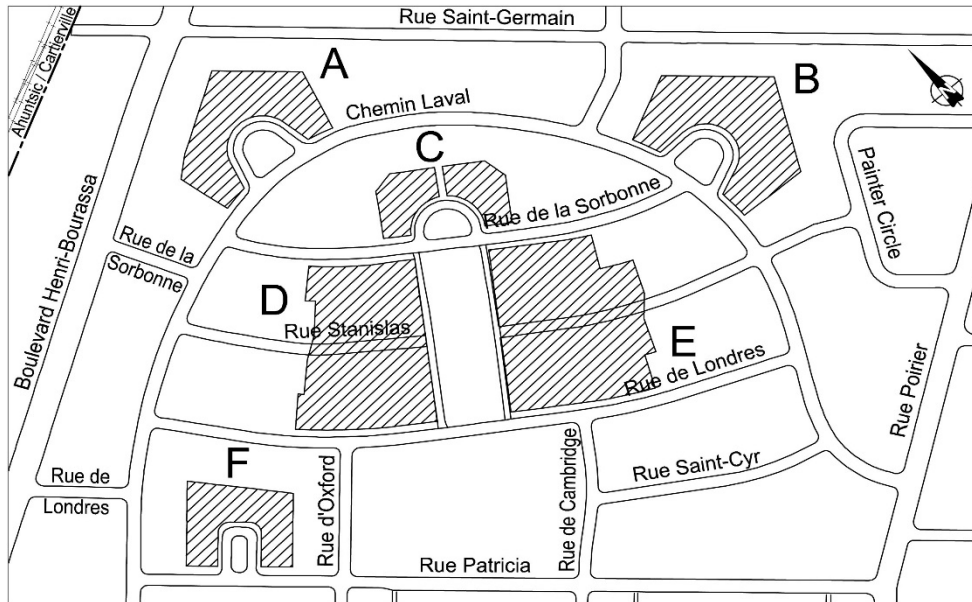 Rue Saint-Germain
Ahuntsic / Cartierville
A
B
Chemin Laval
C
Boulevard Henri-Bourassa
Painter Circle
Rue de la Sorbonne
Rue de la
Sorbonne
D
Rue Stanislas
E
Rue de Londres
Rue Poirier
F
Rue de
Londres
Rue d'Oxford
Rue de Cambridge
Rue Saint-Cyr
Rue Patricia
N